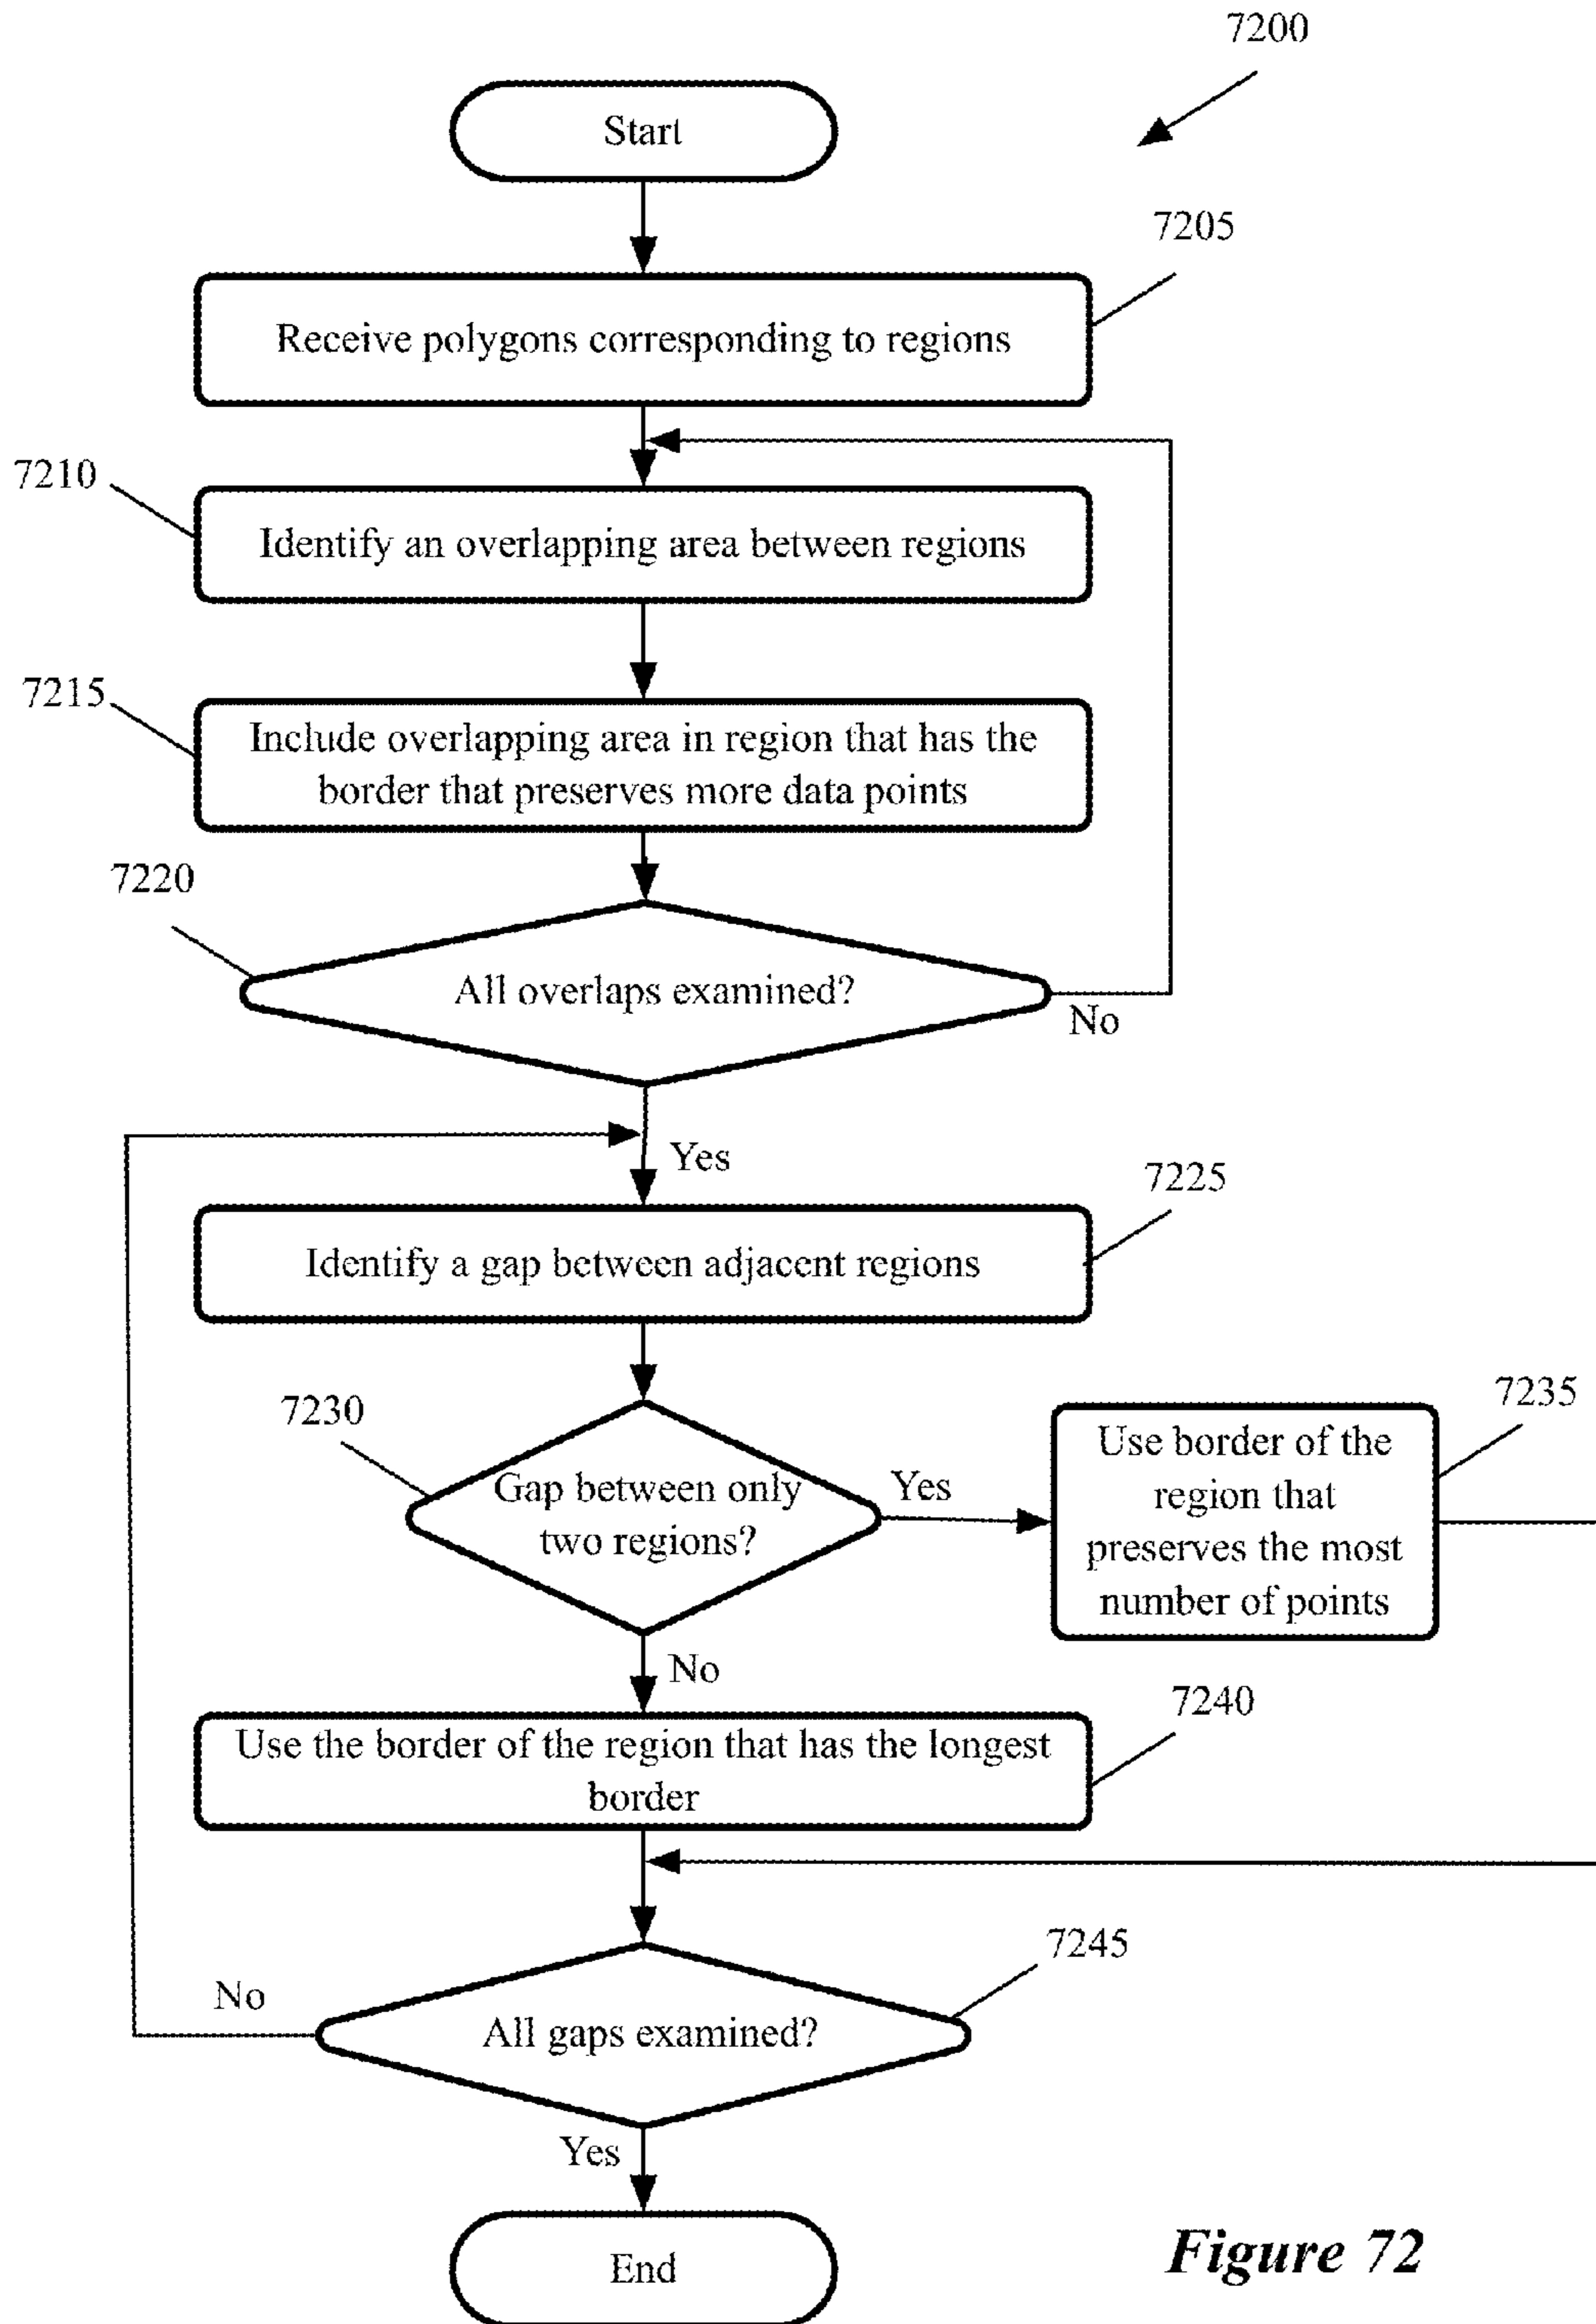 7200
Start
7205
Receive polygons corresponding to regions
7210
Identify an overlapping area between regions
7215
Include overlapping area in region that has the
border that preserves more data points
7220
All overlaps examined?
No
Yes
7225
Identify a gap between adjacent regions
7230
Gap between only
two regions?
Yes
7235
Use border of the
region that
preserves the most
number of points
No
7240
Use the border of the region that has the longest
border
7245
No
All gaps examined?
Yes
End
Figure 72